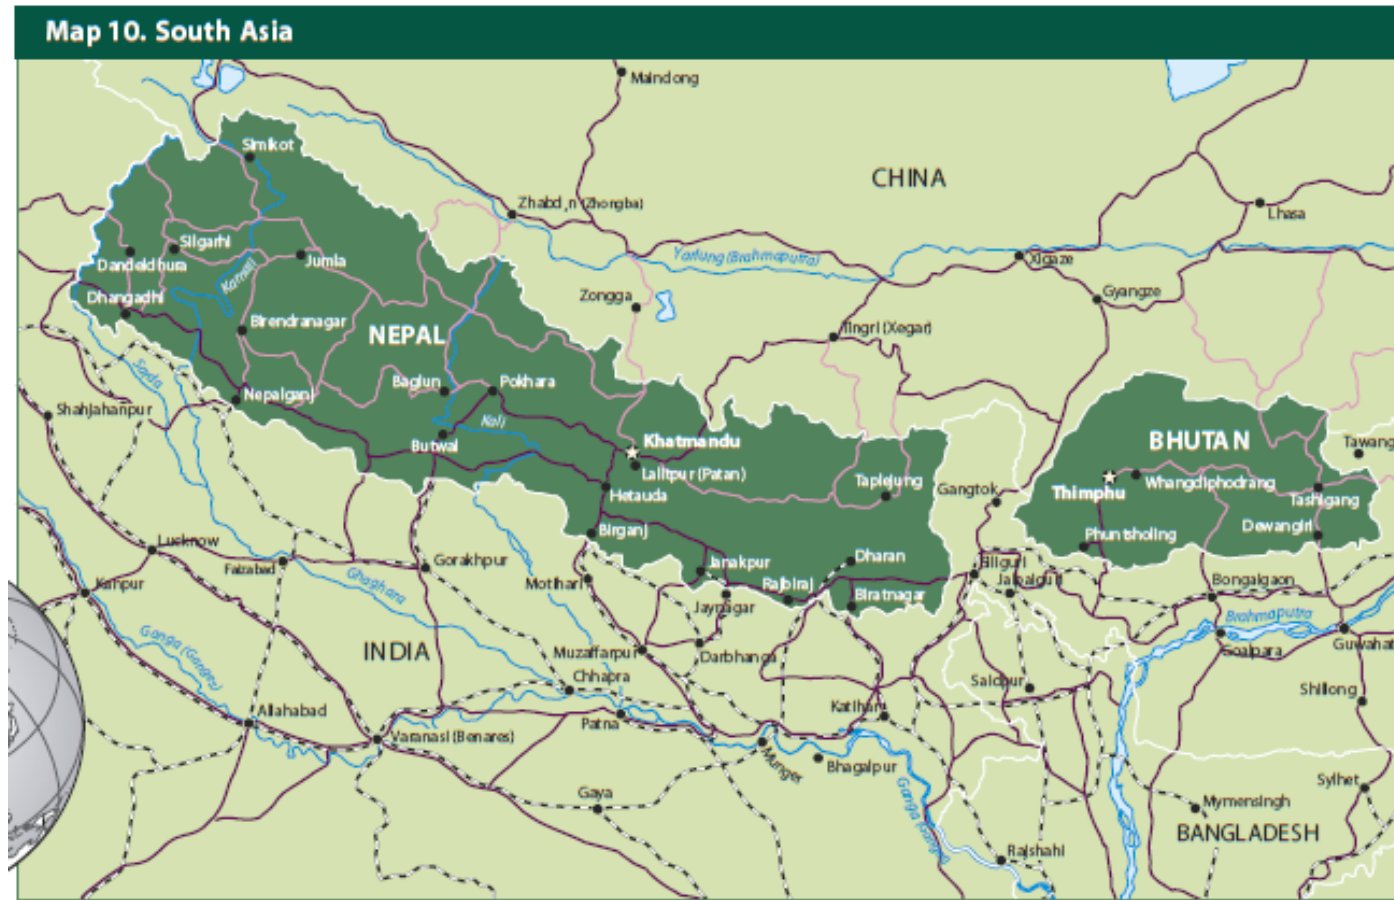 Map 10. South Asia
Maindong
Simikot
CHINA
Zhabd,n (Zhongba)
Lhasa
Silgarhi
Dandeldhura
Jumla
Karnali
Yarlung (Brahmaputra)
Xigaze
Dhangadhi
Zongga
Gyangze
Birendranagar
NEPAL
Tingri (Xegar)
Sarda
Baglun
Pokhara
Nepalganj
Shahjahanpur
Kali
Butwal
Khatmandu
BHUTAN
Tawang
Lalitpur (Patan)
Taplejung
Gangtok
Thimphu
Whangdiphodrang
Tashigang
Hetauda
Birganj
Phuntsholing
Dewangiri
Lucknow
Faizabad
Gorakhpur
Janakpur
Dharan
Siliguri
Jalpaiguri
Kanpur
Ghaghara
Motihari
Rajbiraj
Biratnagar
Bongalgaon
Jaynagar
Brahmaputra
Ganga (Ganges)
INDIA
Muzaffarpur
Darbhanga
Goalpara
Guwahat
Chhapra
Saidpur
Shillong
Allahabad
Patna
Katihar
Varanasi (Benares)
Munger
Bhagalpur
Gaya
Sylhet
Mymensingh
BANGLADESH
Rajshahi